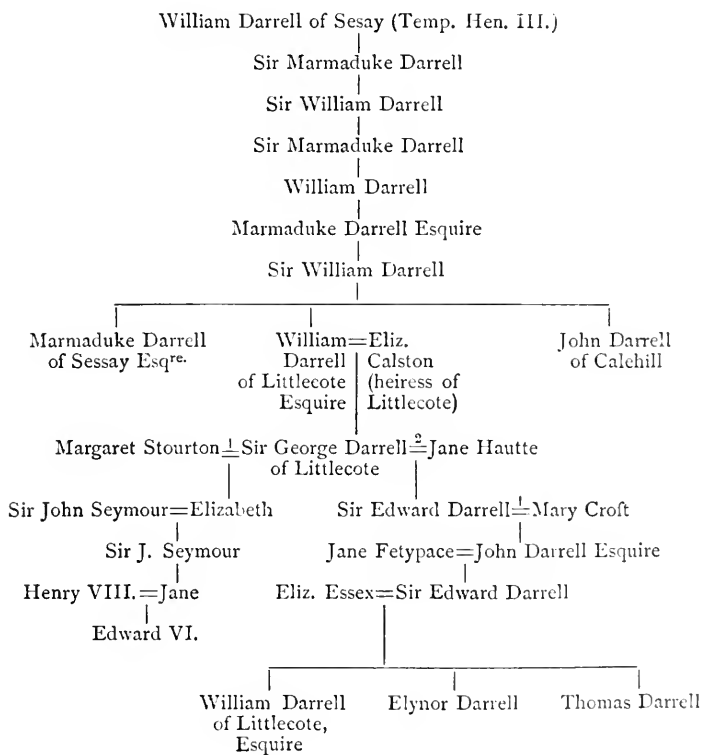 William Darrell of Sesay (Temp. Hen. III.)
Sir Marmaduke Darrell
Sir William Darrell
Sir Marmaduke Darrell
William Darrell
Marmaduke Darrell Esquire
Sir William Darrell
Marmaduke Darrell
of Sessay Esqre.
William=Eliz.
Darrell Calston
of Littlecote (heiress of
Esquire Littlecote)
John Darrell
of Calehill
Margaret Stourton=1 Sir George Darrell=2 Jane Hautte
of Littlecote
Sir John Seymour=Elizabeth
Sir Edward Darrell=1 Mary Croft
Sir J. Seymour
Jane Fetypace=John Darrell Esquire
Henry VIII.=Jane
Eliz. Essex=Sir Edward Darrell
Edward VI.
William Darrell
of Littlecote,
Esquire
Elynor Darrell
Thomas Darrell